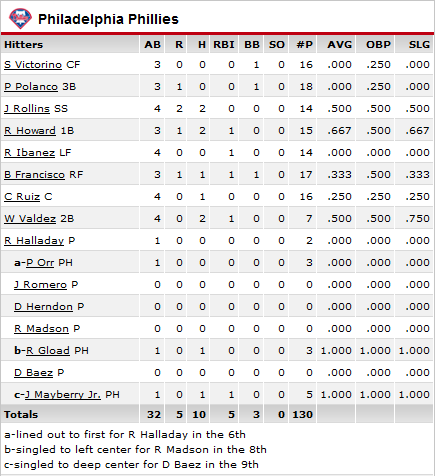 Philadelphia Phillies
Hitters AB R H RBI BB SO #P AVG OBP SLG
S Victorino CF 3 0 0 0 1 0 16 .000 .250 .000
P Polanco 3B 3 1 0 0 1 0 18 .000 .250 .000
J Rollins SS 4 2 2 0 0 0 14 .500 .500 .500
R Howard 1B 3 1 2 1 0 0 15 .667 .500 .667
R Ibanez LF 4 0 0 1 0 0 14 .000 .000 .000
B Francisco RF 3 1 1 1 1 0 17 .333 .500 .333
C Ruiz C 4 0 1 0 0 0 16 .250 .250 .250
W Valdez 2B 4 0 2 1 0 0 7 .500 .500 .750
R Halladay P 1 0 0 0 0 0 2 .000 .000 .000
a-P Orr PH 1 0 0 0 0 0 3 .000 .000 .000
J Romero P 0 0 0 0 0 0 0 .000 .000 .000
D Herndon P 0 0 0 0 0 0 0 .000 .000 .000
R Madson P 0 0 0 0 0 0 0 .000 .000 .000
b-R Gload PH 1 0 1 0 0 0 3 1.000 1.000 1.000
D Baez P 0 0 0 0 0 0 0 .000 .000 .000
c-J Mayberry Jr. PH 1 0 1 1 0 0 5 1.000 1.000 1.000
Totals 32 5 10 5 3 0 130
a-lined out to first for R Halladay in the 6th
b-singled to left center for R Madson in the 8th
c-singled to deep center for D Baez in the 9th